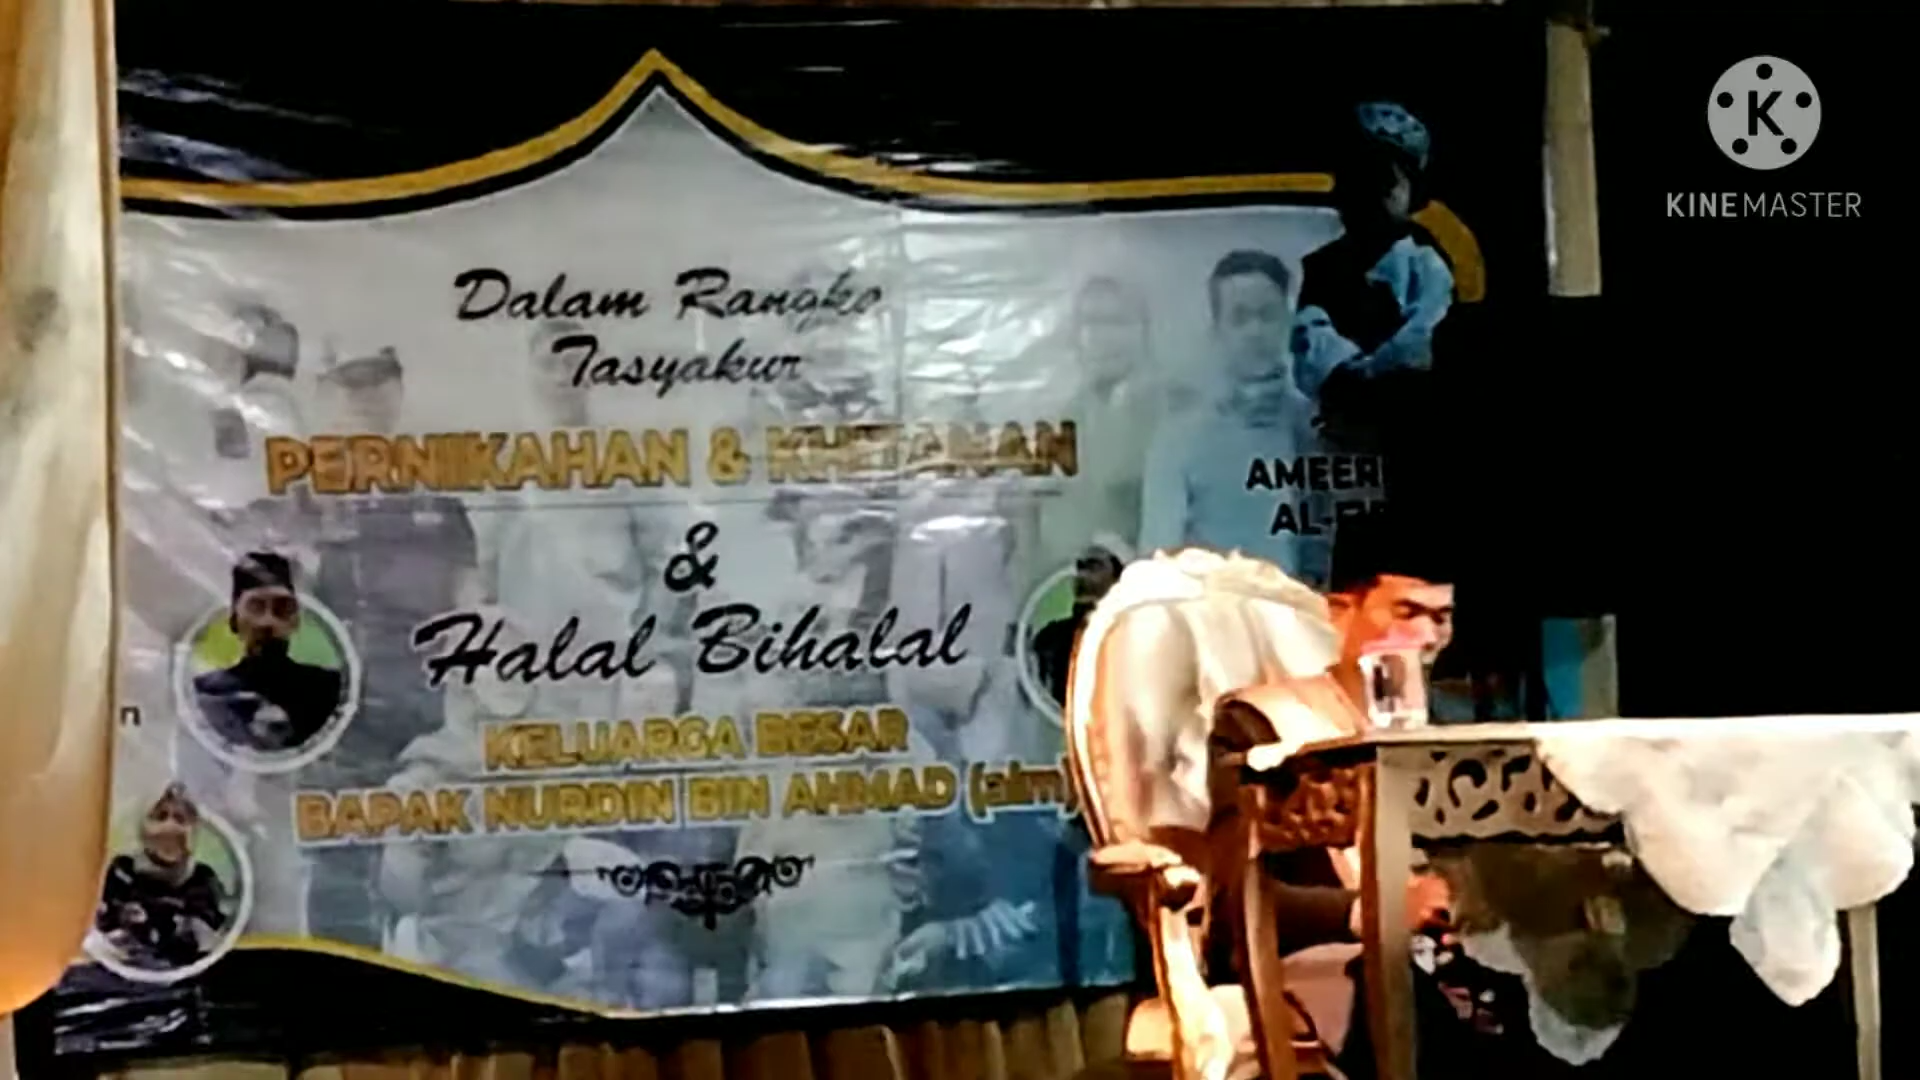 Dalam Rangka
Tasyakur
PERNIKAHAN & KHITANAN
&
Halal Bihalal
KELUARGA BESAR
BAPAK NURDIN BIN AHMAD (alm)
AMEER
AL-
n
K
KINEMASTER